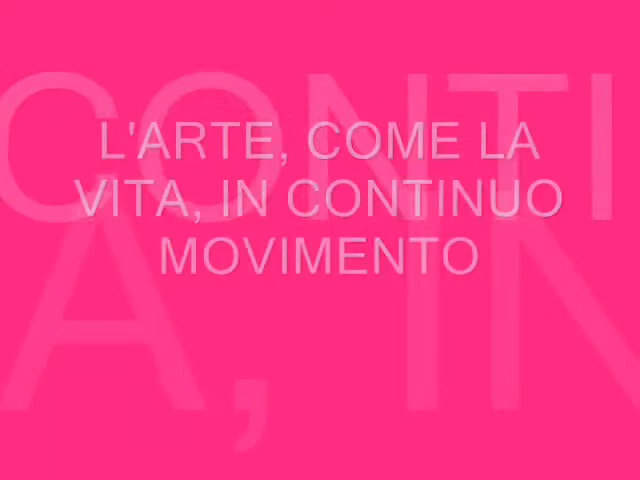 L'ARTE, COME LA
VITA, IN CONTINUO
MOVIMENTO
CONTI
A, IN